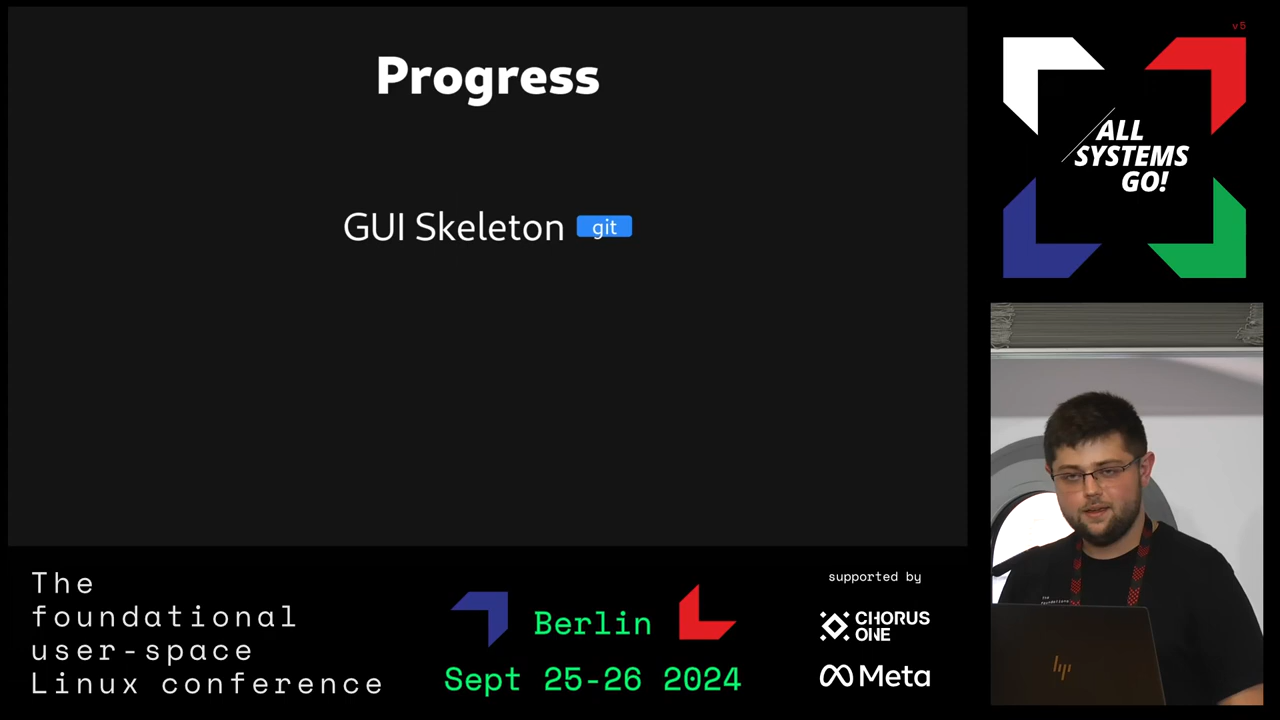 Progress
GUI Skeleton git
v5
ALL
SYSTEMS
GO!
The
foundational
user-space
Linux conference
Berlin
Sept 25-26 2024
supported by
CHORUS
ONE
Meta
hp